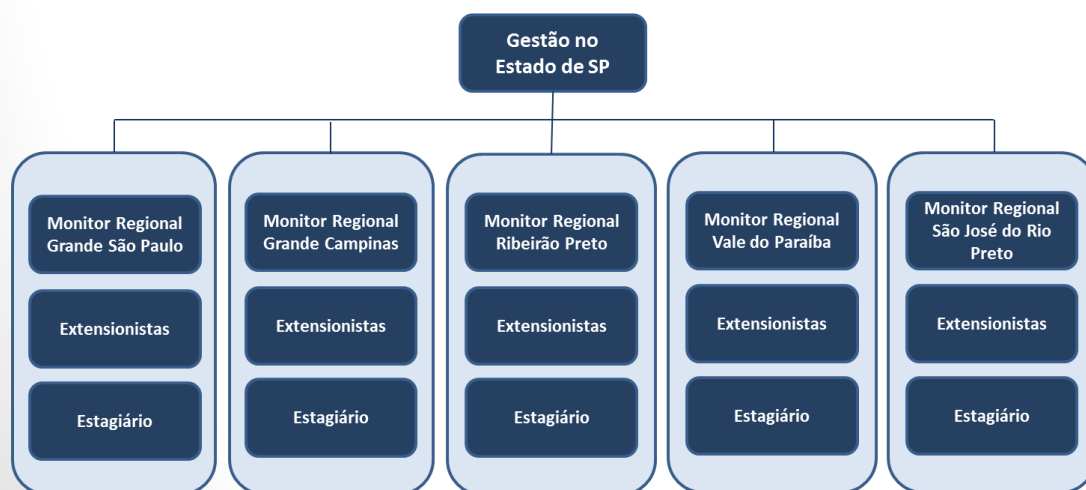 Gestão no
Estado de SP
Monitor Regional
Grande São Paulo
Extensionistas
Estagiário
Monitor Regional
Grande Campinas
Extensionistas
Estagiário
Monitor Regional
Ribeirão Preto
Extensionistas
Estagiário
Monitor Regional
Vale do Paraíba
Extensionistas
Estagiário
Monitor Regional
São José do Rio
Preto
Extensionistas
Estagiário